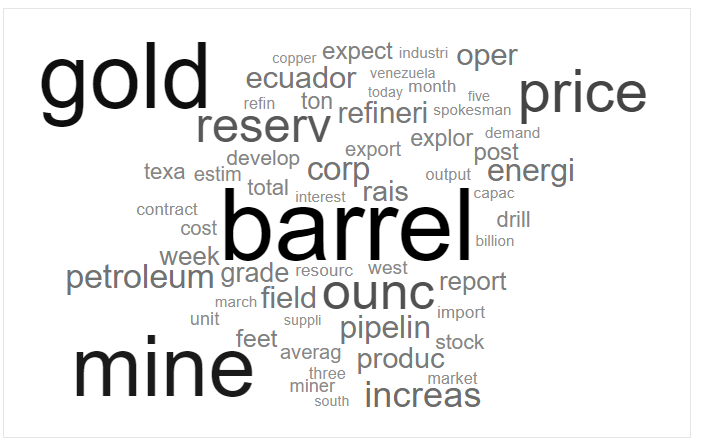 gold
copper
expect
industri
oper
ecuador
venezuela
today
month
price
refin
ton
refineri
five
spokesman
reserv
explor
demand
develop
export
post
texa
estim
corp
output
energi
total
interest
rais
capac
contract
cost
barrel
drill
billion
week
petroleum
grade
resourc
west
report
march
field
ounc
import
unit
suppli
pipelin
feet
stock
mine
averag
produc
three
miner
market
south
increas